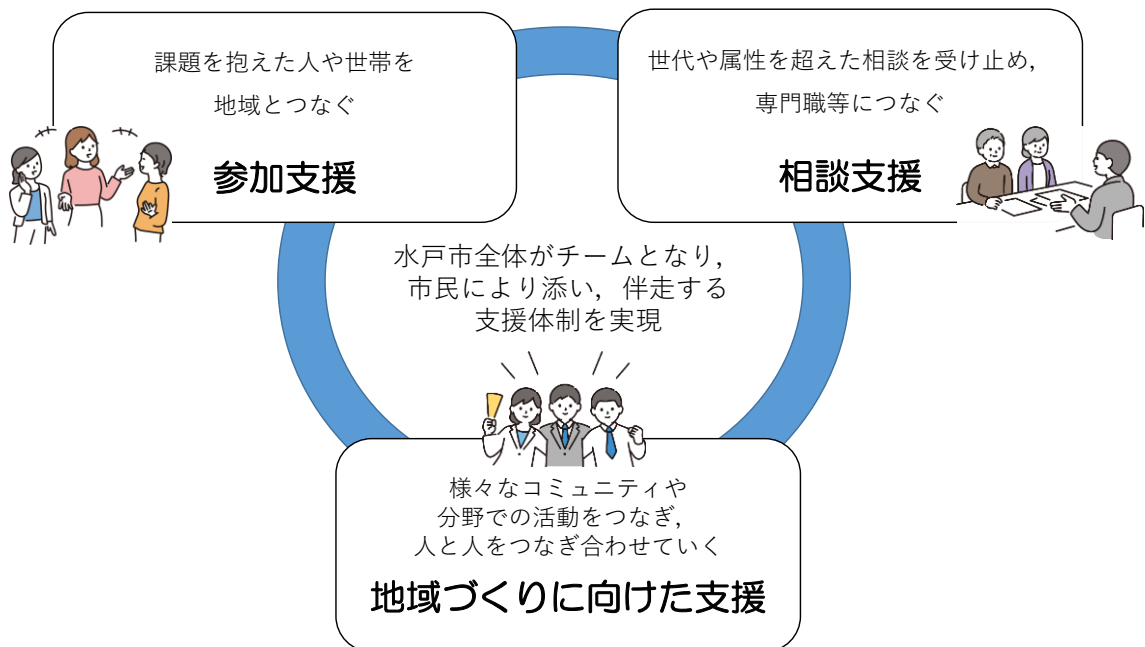 課題を抱えた人や世帯を
地域とつなぐ
参加支援
世代や属性を超えた相談を受け止め，
専門職等につなぐ
相談支援
水戸市全体がチームとなり，
市民により添い，伴走する
支援体制を実現
様々なコミュニティや
分野での活動をつなぎ，
人と人をつなぎ合わせていく
地域づくりに向けた支援